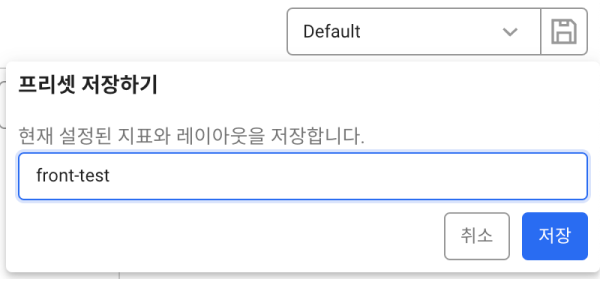 Default
프리셋 저장하기
현재 설정된 지표와 레이아웃을 저장합니다.
front-test
취소
저장